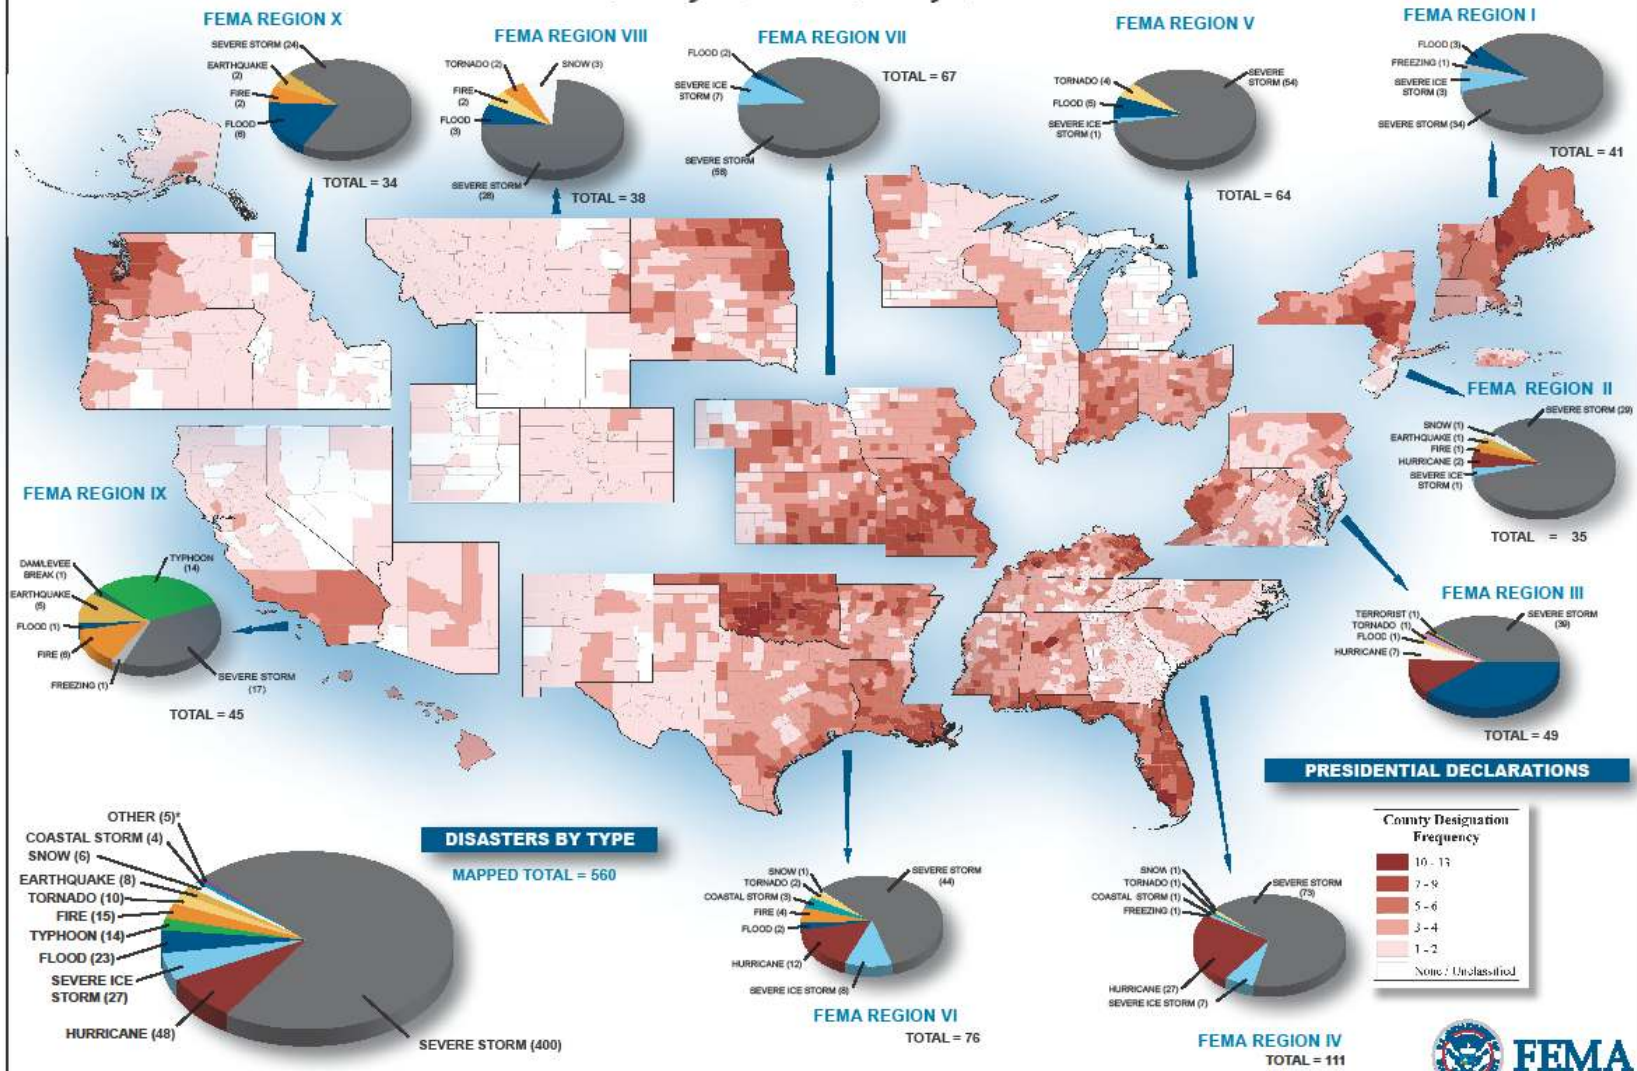 FEMA REGION X
SEVERE STORM (24)
EARTHQUAKE
(2)
FIRE
(2)
FLOOD
(6)
TOTAL = 34
FEMA REGION VIII
TORNADO (2)
SNOW (3)
FIRE
(2)
FLOOD
(3)
SEVERE STORM
(28)
TOTAL = 38
FEMA REGION VII
FLOOD (2)
SEVERE ICE
STORM (7)
SEVERE STORM
(58)
TOTAL = 67
FEMA REGION V
TORNADO (4)
FLOOD (5)
SEVERE ICE
STORM (1)
SEVERE
STORM (54)
TOTAL = 64
FEMA REGION I
FLOOD (3)
FREEZING (1)
SEVERE ICE
STORM (3)
SEVERE STORM (34)
TOTAL = 41
FEMA REGION II
SEVERE STORM (29)
SNOW (1)
EARTHQUAKE (1)
FIRE (1)
HURRICANE (2)
SEVERE ICE
STORM (1)
TOTAL = 35
FEMA REGION IX
DAM/LEVEE
BREAK (1)
TYPHOON
(14)
EARTHQUAKE
(5)
FLOOD (1)
FIRE (6)
FREEZING (1)
SEVERE STORM
(17)
TOTAL = 45
FEMA REGION III
TERRORIST (1)
TORNADO (1)
FLOOD (1)
HURRICANE (7)
SEVERE STORM
(39)
TOTAL = 49
PRESIDENTIAL DECLARATIONS
County Designation
Frequency
10 - 13
7 - 9
5 - 6
3 - 4
1 - 2
None / Unclassified
DISASTERS BY TYPE
MAPPED TOTAL = 560
OTHER (5)*
COASTAL STORM (4)
SNOW (6)
EARTHQUAKE (8)
TORNADO (10)
FIRE (15)
TYPHOON (14)
FLOOD (23)
SEVERE ICE
STORM (27)
HURRICANE (48)
SEVERE STORM (400)
SNOW (1)
TORNADO (2)
COASTAL STORM (3)
FIRE (4)
FLOOD (2)
HURRICANE (12)
SEVERE ICE STORM (8)
SEVERE STORM
(44)
FEMA REGION VI
TOTAL = 76
SNOW (1)
TORNADO (1)
COASTAL STORM (1)
FREEZING (1)
HURRICANE (27)
SEVERE ICE STORM (7)
SEVERE STORM
(73)
FEMA REGION IV
TOTAL = 111
FEMA